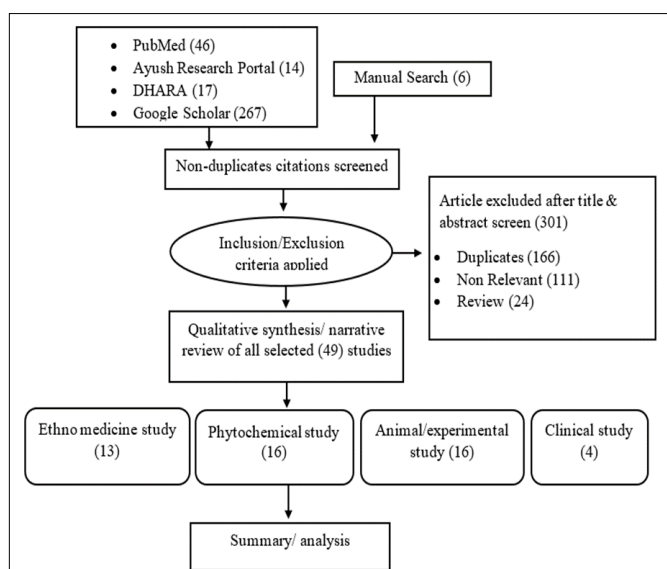 • PubMed (46)
• Ayush Research Portal (14)
• DHARA (17)
• Google Scholar (267)
Manual Search (6)
Non-duplicates citations screened
Inclusion/Exclusion
criteria applied
Article excluded after title &
abstract screen (301)
• Duplicates (166)
• Non Relevant (111)
• Review (24)
Qualitative synthesis/ narrative
review of all selected (49) studies
Ethno medicine study
(13)
Phytochemical study
(16)
Animal/experimental
study (16)
Clinical study
(4)
Summary/ analysis